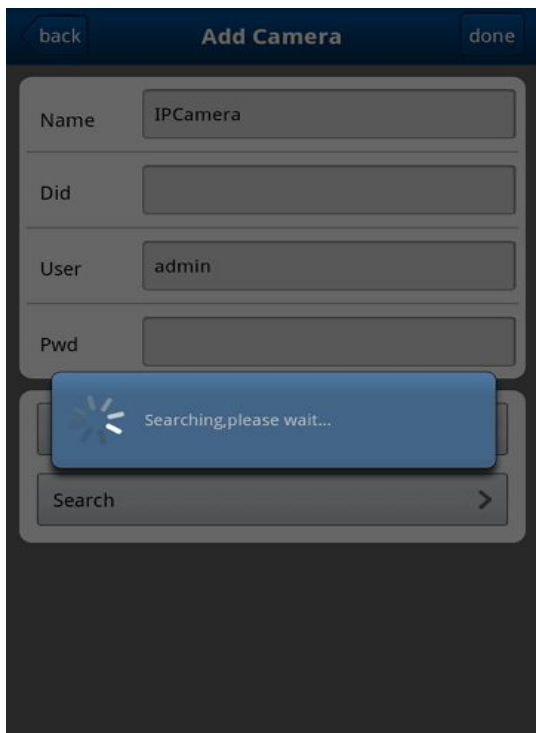 back Add Camera done
Name IPCamera
Did
User admin
Pwd
Searching,please wait...
Search